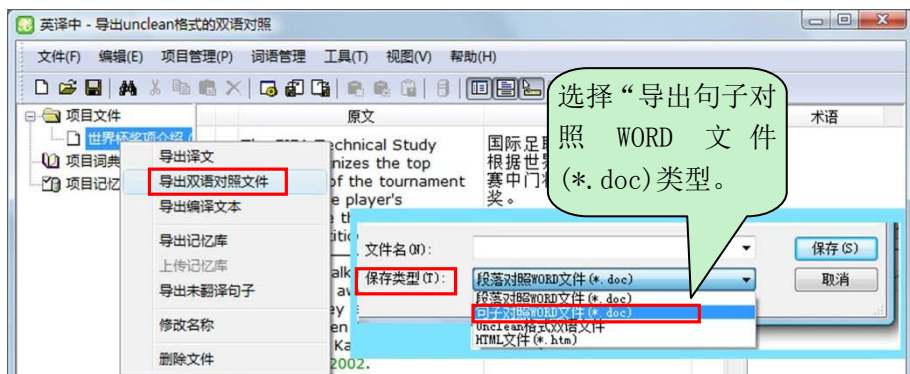 英译中 - 导出unclean格式的双语对照
文件(F) 编辑(E) 项目管理(P) 词语管理 工具(T) 视图(V) 帮助(H)
选择“导出句子对
照 WORD 文件
(*.doc)类型。
项目文件
世界杯奖项介绍 (
项目词典
项目记忆
原文
术语
echnical Study
nizes the top
of the tournament
e player's
国际足
根据世界
赛中门将
奖。
导出译文
导出双语对照文件
导出编译文本
导出记忆库
上传记忆库
导出未翻译句子
修改名称
删除文件
文件名(N):
保存(S)
保存类型(T):
段落对照WORD文件(*.doc)
取消
段落对照WORD文件(*.doc)
句子对照WORD文件(*.doc)
Unclean格式双语文件
HTML文件(*.htm)
2002.